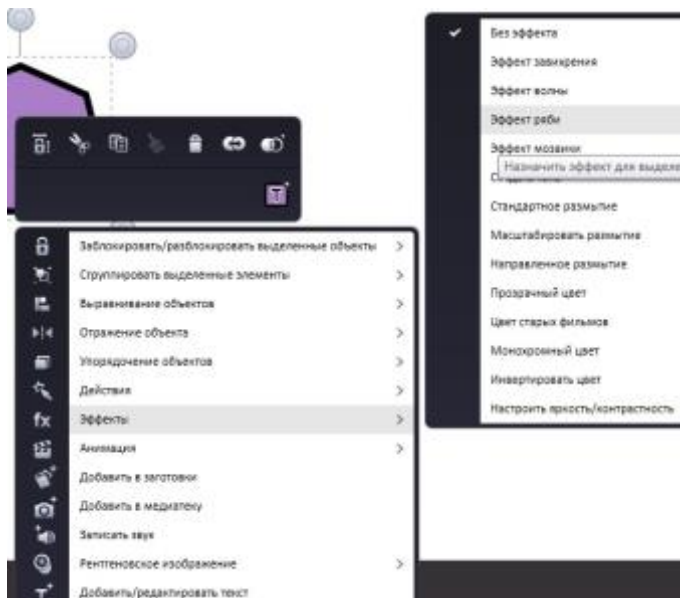 Без эффекта
Эффект завихрения
Эффект волны
Эффект ряби
Эффект мозаики
Назначить эффект для выделе
Стандартное размытие
Масштабировать размытие
Направленное размытие
Прозрачный цвет
Цвет старых фильмов
Монохромный цвет
Инвертировать цвет
Настроить яркость/контрастность
Заблокировать/разблокировать выделенные объекты
Сгруппировать выделенные элементы
Выравнивание объектов
Отражение объекта
Упорядочение объектов
Действия
fx Эффекты
Анимация
Добавить в заготовки
Добавить в медиатеку
Записать звук
Рентгеновское изображение
Добавить/редактировать текст